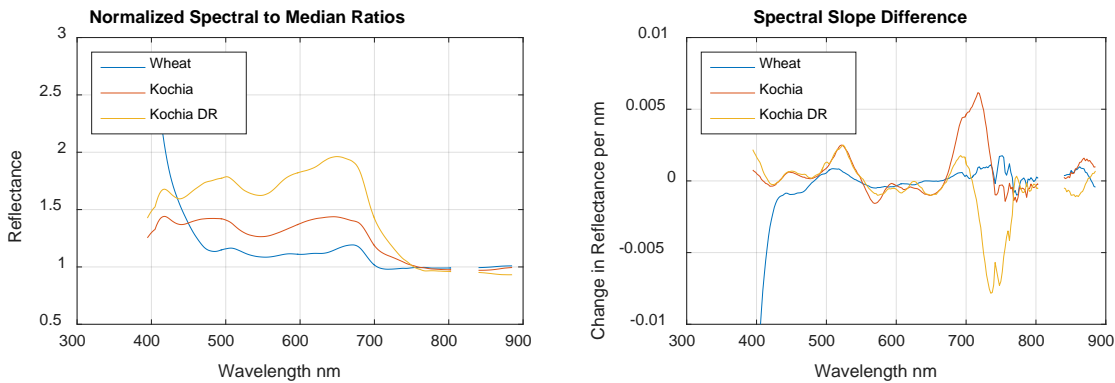 Normalized Spectral to Median Ratios
3
2.5
2
1.5
1
0.5
Reflectance
Wheat
Kochia
Kochia DR
300 400 500 600 700 800 900
Wavelength nm
Spectral Slope Difference
0.01
0.005
0
-0.005
-0.01
Change in Reflectance per nm
Wheat
Kochia
Kochia DR
300 400 500 600 700 800 900
Wavelength nm